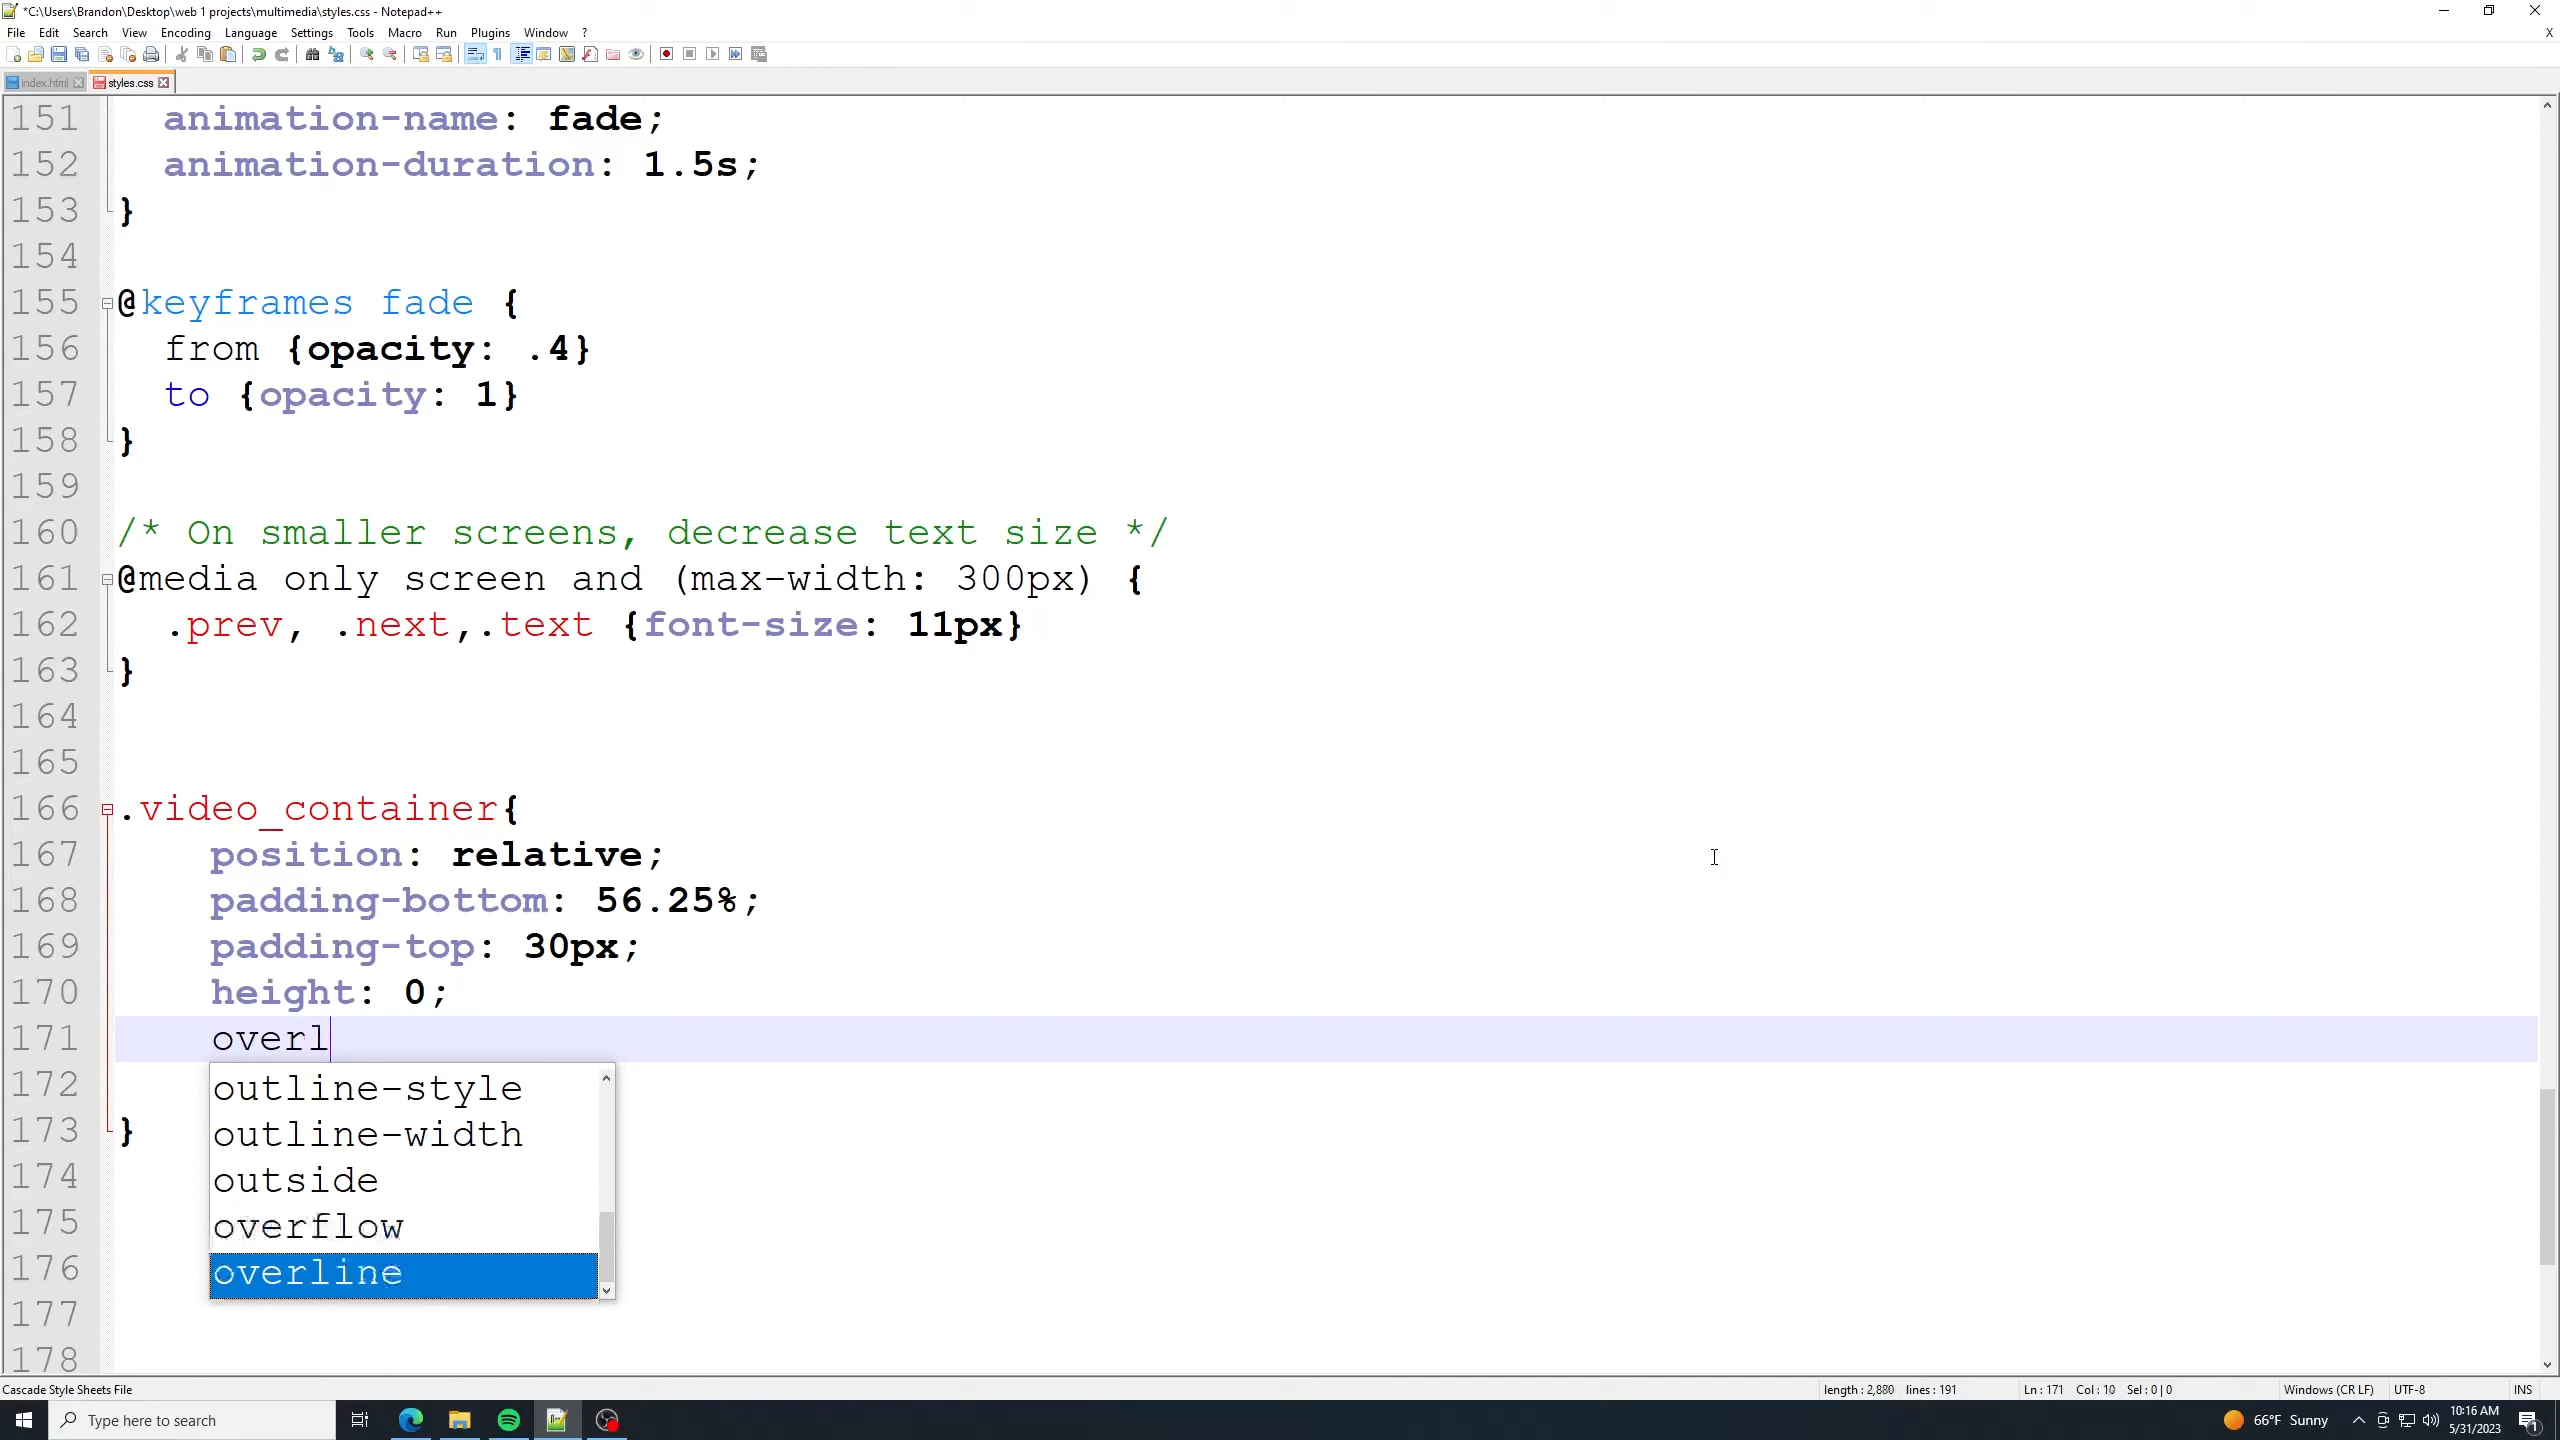 *C:\Users\Brandon\Desktop\web 1 projects\multimedia\styles.css - Notepad++
File Edit Search View Encoding Language Settings Tools Macro Run Plugins Window ?
X
index.html styles.css
151 animation-name: fade;
152 animation-duration: 1.5s;
153 }
154
155 @keyframes fade {
156 from {opacity: .4}
157 to {opacity: 1}
158 }
159
160 /* On smaller screens, decrease text size */
161 @media only screen and (max-width: 300px) {
162 .prev, .next,.text {font-size: 11px}
163 }
164
165
166 .video_container{
167 position: relative;
168 padding-bottom: 56.25%;
169 padding-top: 30px;
170 height: 0;
171 overl
172 outline-style
173 } outline-width
174 outside
175 overflow
176 overline
177
178
Cascade Style Sheets File length : 2,880 lines : 191 Ln : 171 Col : 10 Sel : 0 | 0 Windows (CR LF) UTF-8 INS
Type here to search 66°F Sunny 10:16 AM
5/31/2023 1